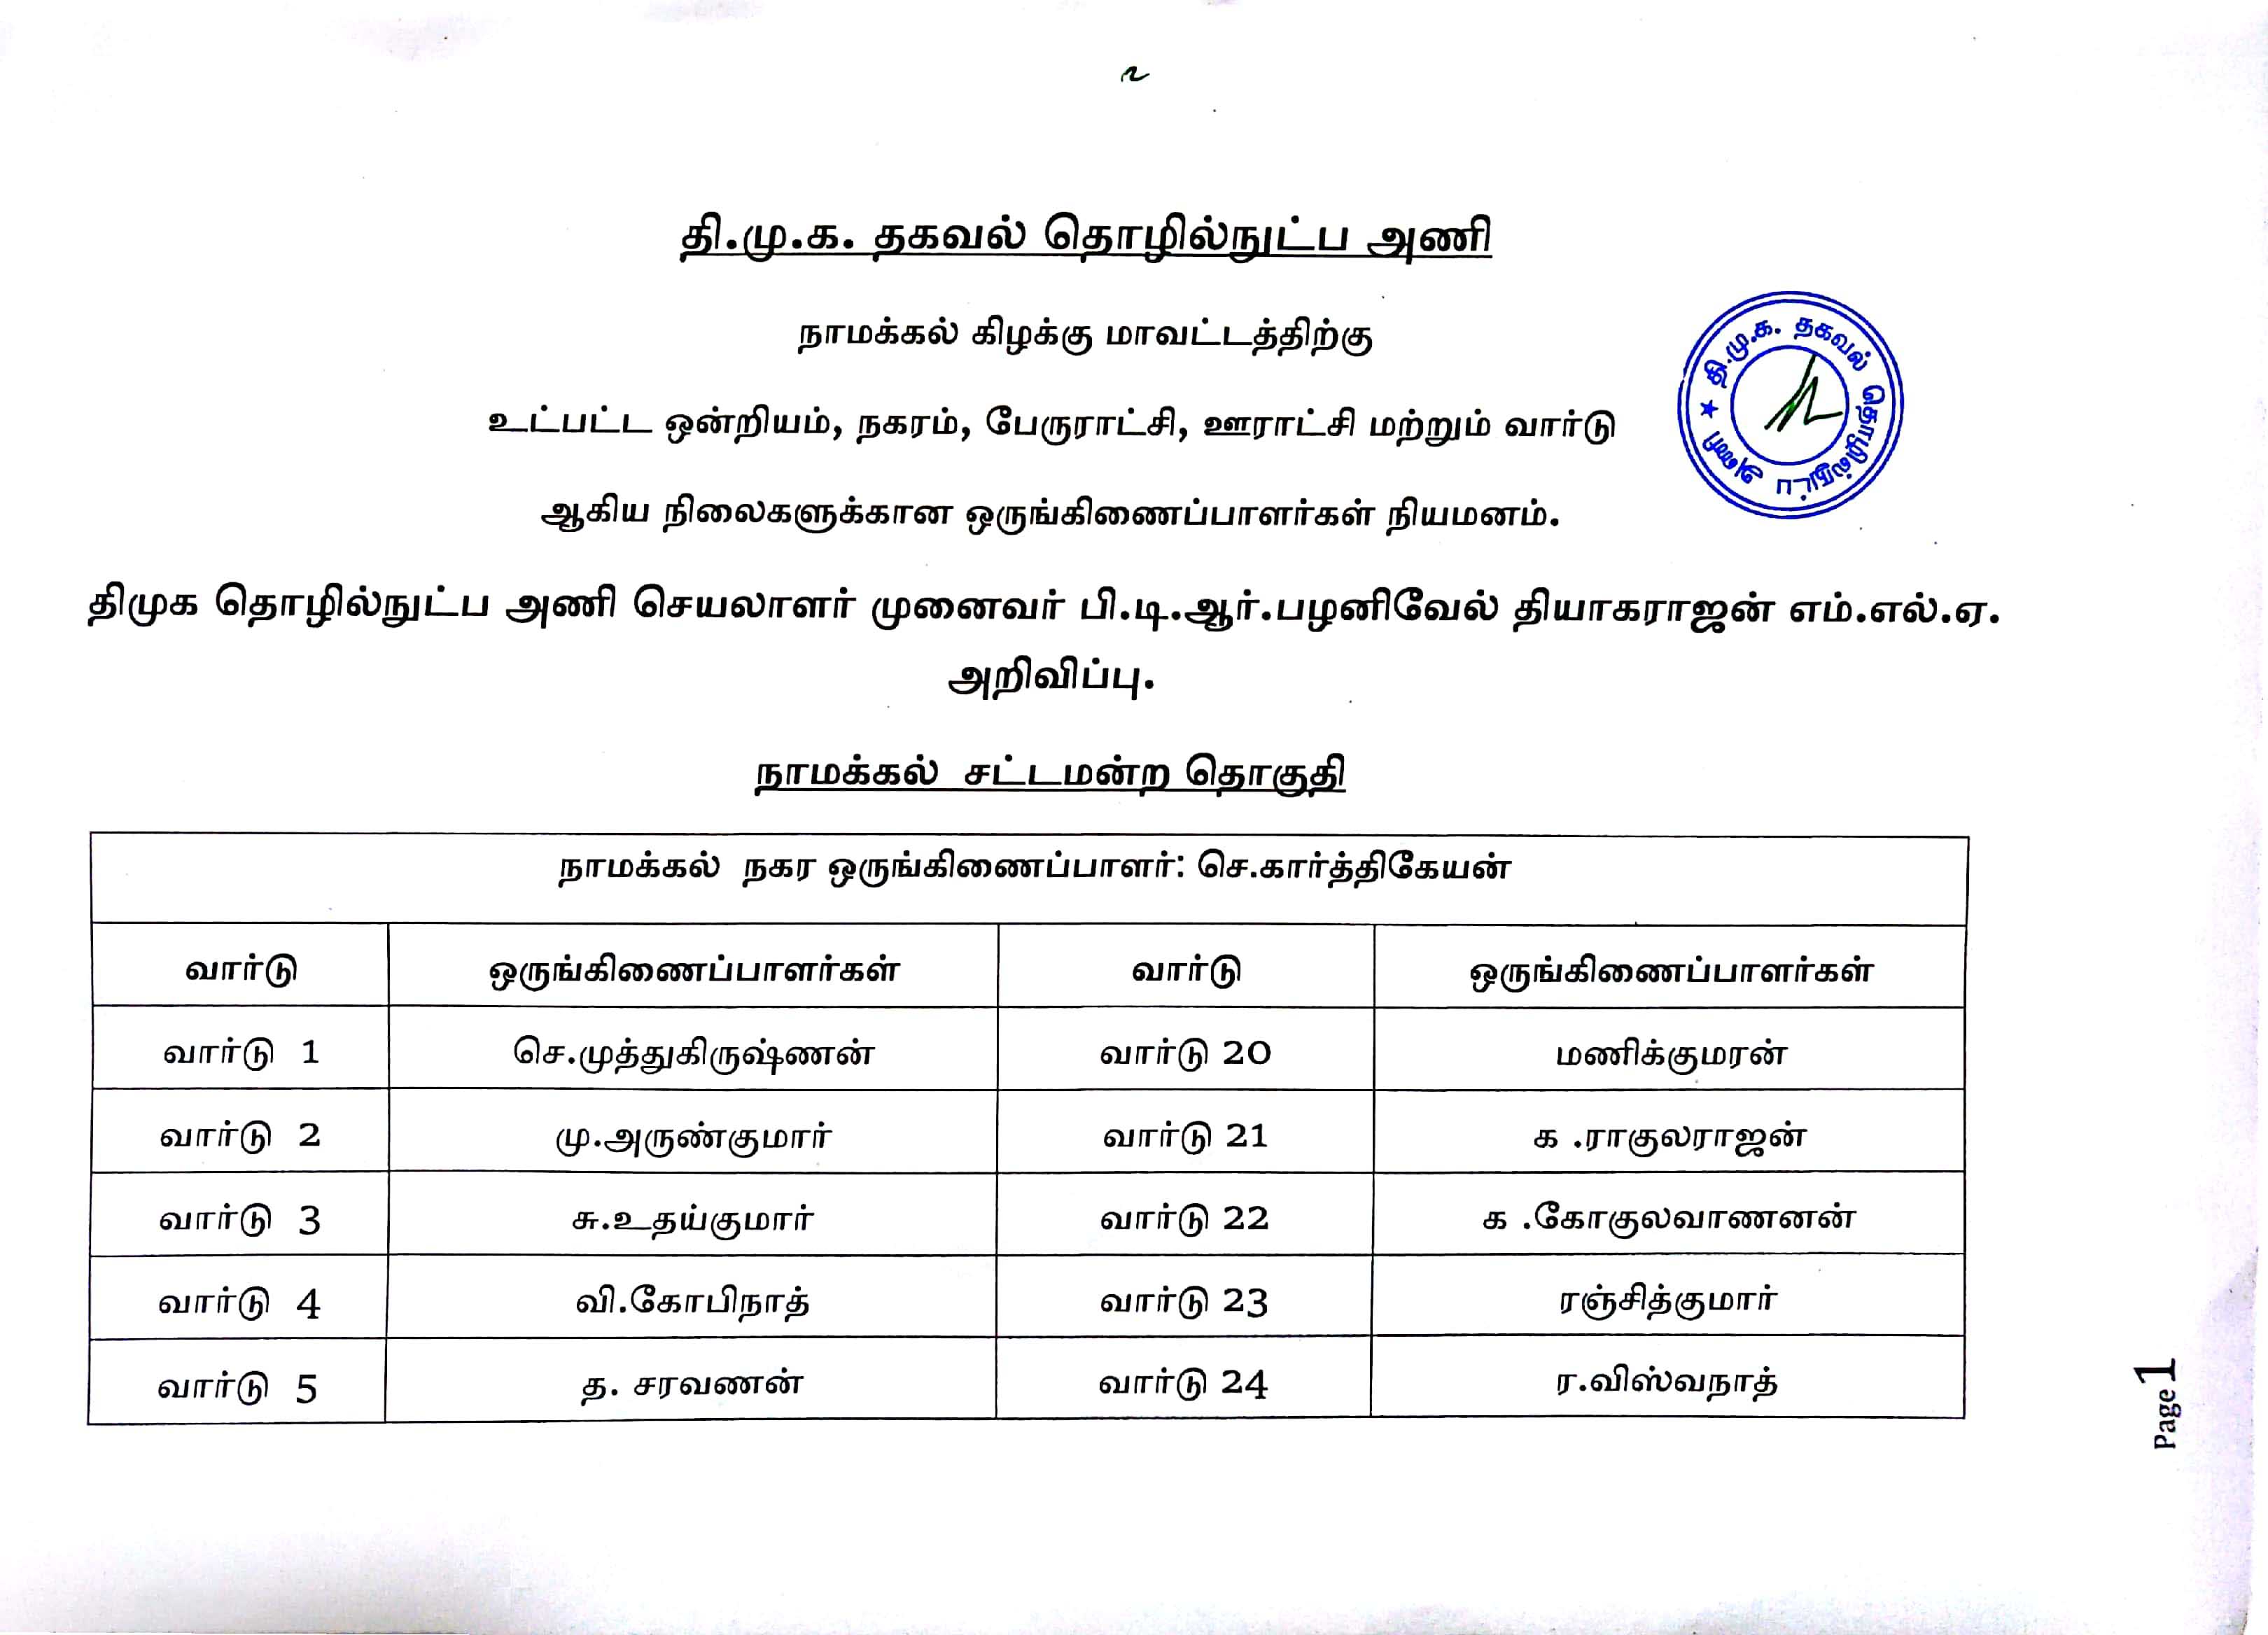 உ
தி.மு.க. தகவல் தொழில்நுட்ப அணி
நாமக்கல் கிழக்கு மாவட்டத்திற்கு
உட்பட்ட ஒன்றியம், நகரம், பேருராட்சி, ஊராட்சி மற்றும் வார்டு
ஆகிய நிலைகளுக்கான ஒருங்கிணைப்பாளர்கள் நியமனம்.
தி.மு.க. தகவல் தொழில்நுட்ப அணி
திமுக தொழில்நுட்ப அணி செயலாளர் முனைவர் பி.டி.ஆர்.பழனிவேல் தியாகராஜன் எம்.எல்.ஏ.
அறிவிப்பு.
நாமக்கல் சட்டமன்ற தொகுதி
நாமக்கல் நகர ஒருங்கிணைப்பாளர்: செ.கார்த்திகேயன்
வார்டு ஒருங்கிணைப்பாளர்கள் வார்டு ஒருங்கிணைப்பாளர்கள்
வார்டு 1 செ.முத்துகிருஷ்ணன் வார்டு 20 மணிக்குமரன்
வார்டு 2 மு.அருண்குமார் வார்டு 21 க .ராகுலராஜன்
வார்டு 3 சு.உதய்குமார் வார்டு 22 க .கோகுலவாணனன்
வார்டு 4 வி.கோபிநாத் வார்டு 23 ரஞ்சித்குமார்
வார்டு 5 த. சரவணன் வார்டு 24 ர.விஸ்வநாத்
Page 1